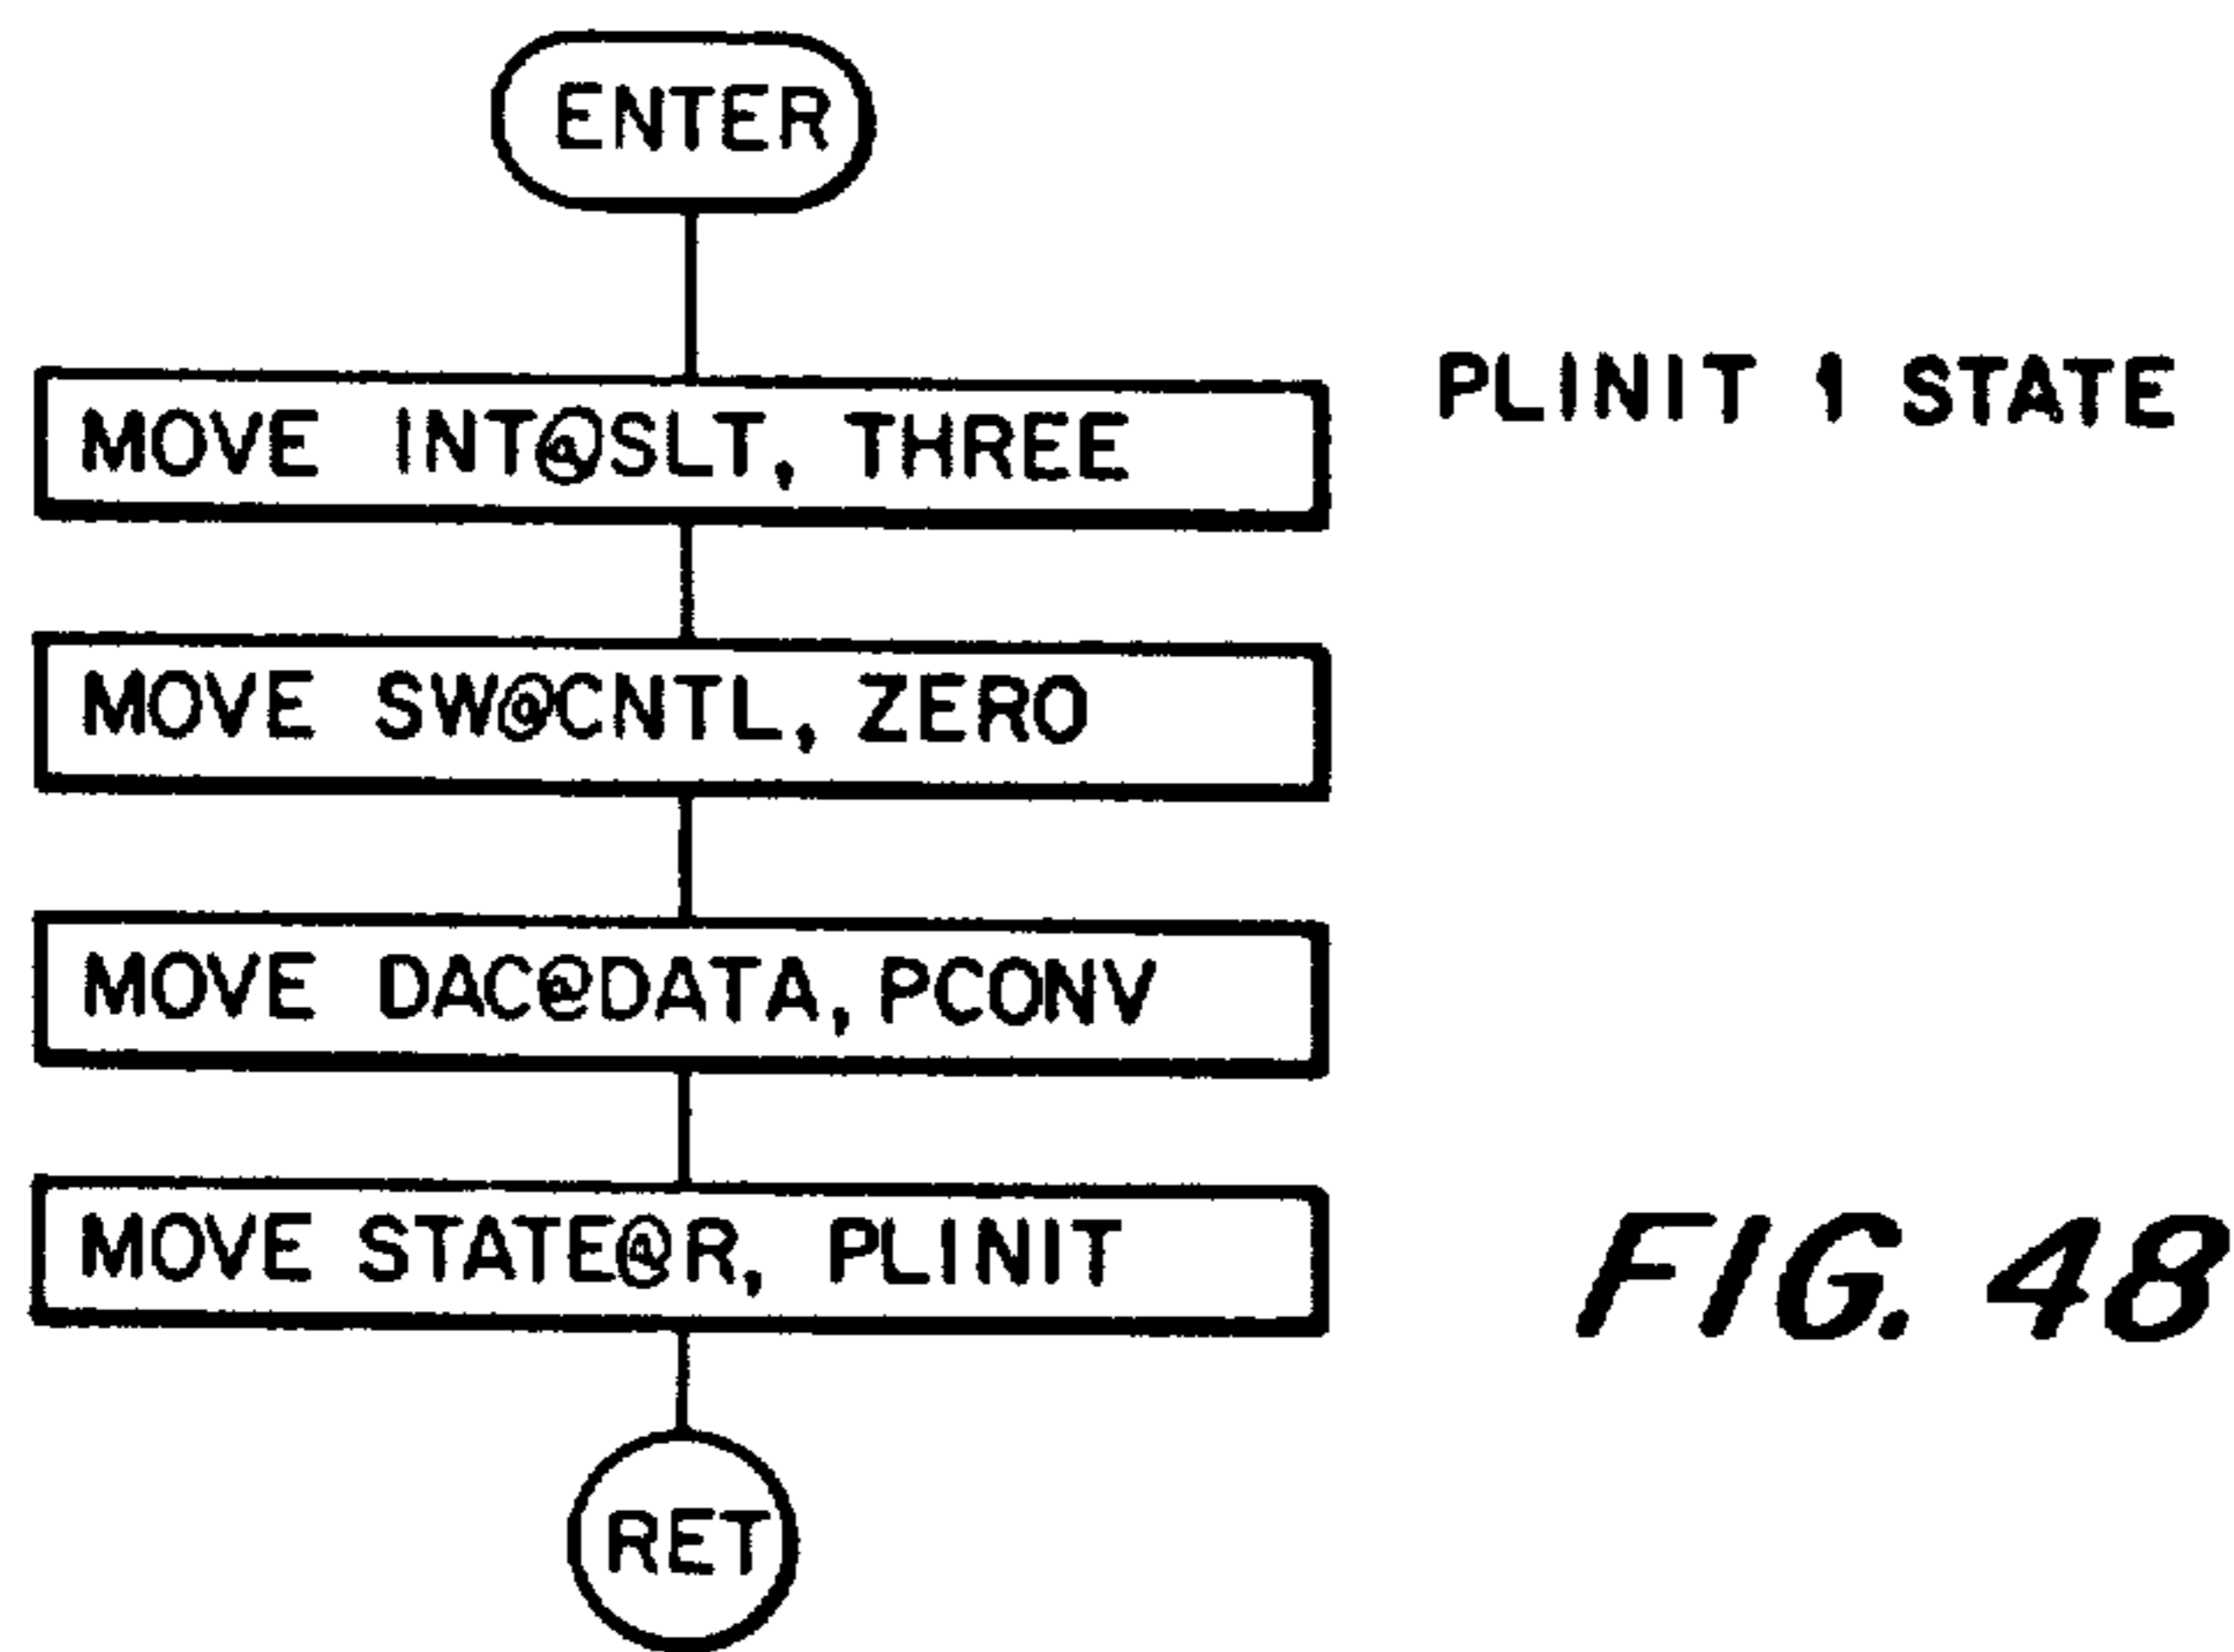 ENTER
MOVE INT@SLT, THREE
PLINIT 1 STATE
MOVE SW@CNTL, ZERO
MOVE DAC@DATA, PCONV
MOVE STATE@R, PLINIT
FIG. 48
RET